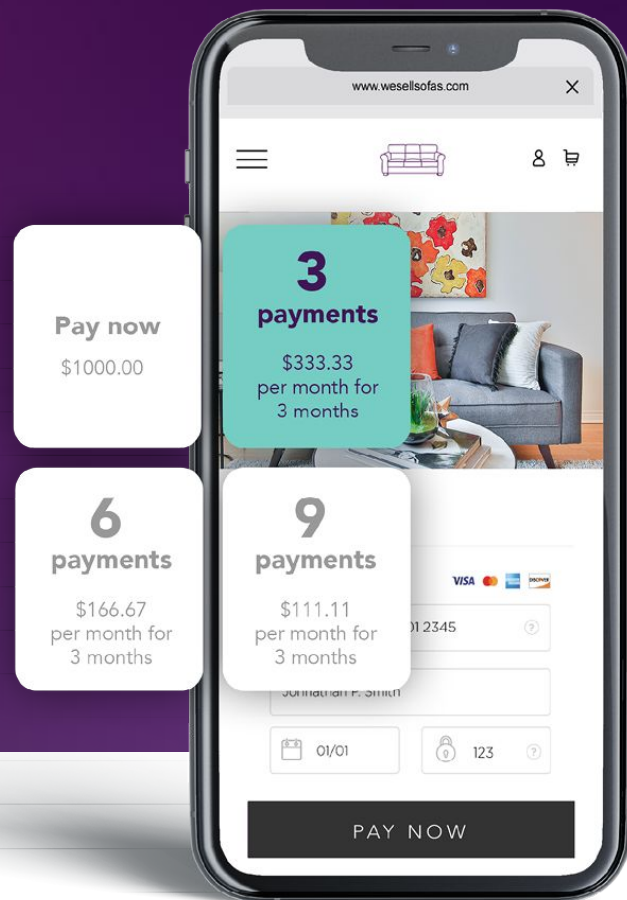 www.wesellsofas.com
Pay now
$1000.00
3
payments
$333.33
per month for
3 months
6
payments
$166.67
per month for
3 months
9
payments
$111.11
per month for
3 months
VISA
DISCOVER
01 2345
Johnathan P. Smith
01/01
123
PAY NOW